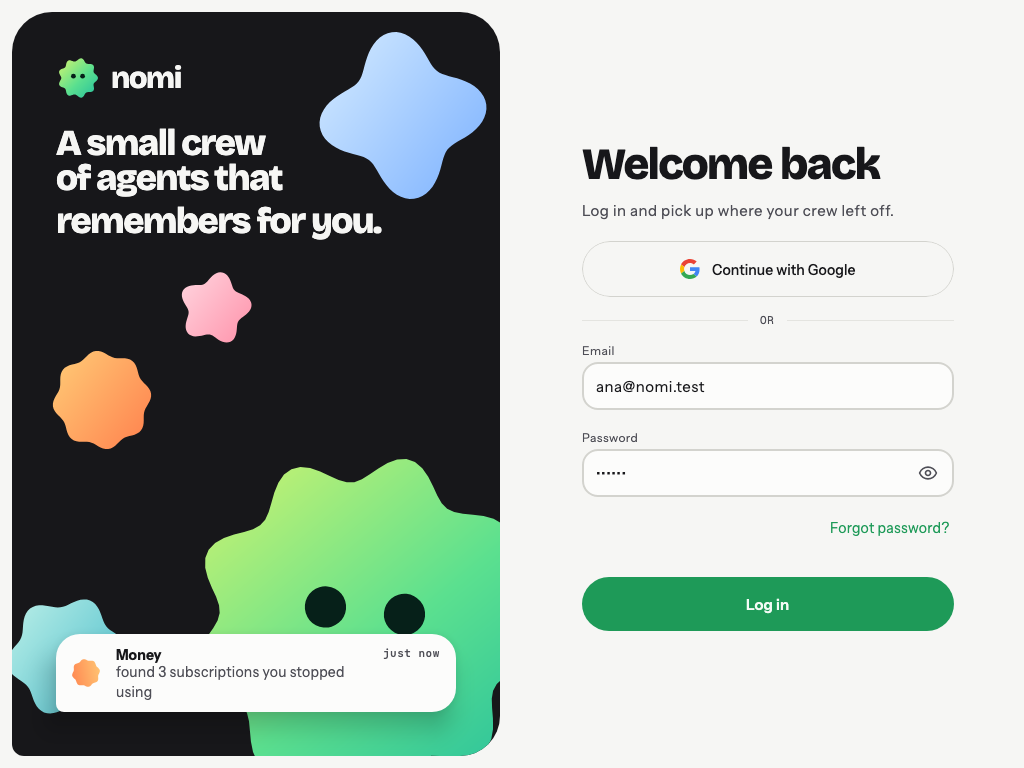 nomi
A small crew
of agents that
remembers for you.
Money
just now
found 3 subscriptions you stopped
using
Welcome back
Log in and pick up where your crew left off.
Continue with Google
OR
Email
ana@nomi.test
Password
••••••
Forgot password?
Log in